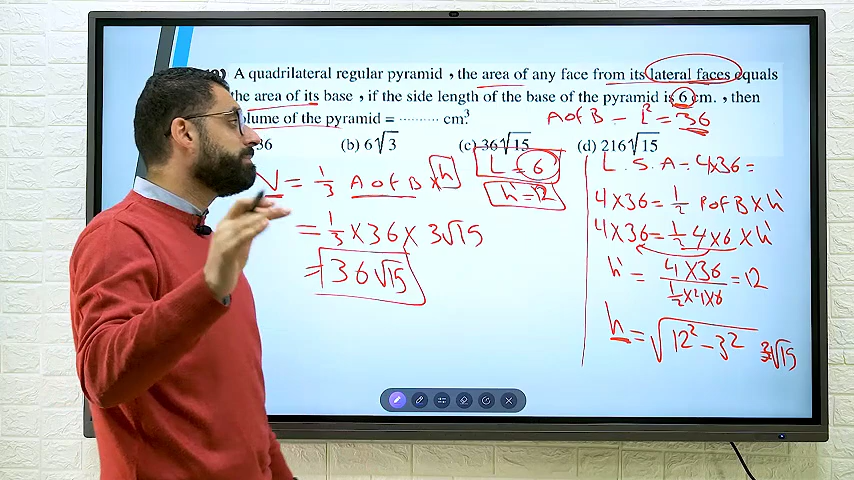 A quadrilateral regular pyramid , the area of any face from its lateral faces equals
the area of its base , if the side length of the base of the pyramid is 6 cm. , then
volume of the pyramid = ·········· cm³.
36 (b) 6√3 (c) 36√15 (d) 216√15
A of B = L² = 36
L = 6
h' = 12
V = 1/3 A of B × h
= 1/3 × 36 × 3√15
= 36√15
L . S . A = 4×36 =
4×36 = 1/2 P of B × h'
4×36 = 1/2 4×6 × h'
h' = 4×36 / 1/2×4×6 = 12
h = √12² - 3² 3√15